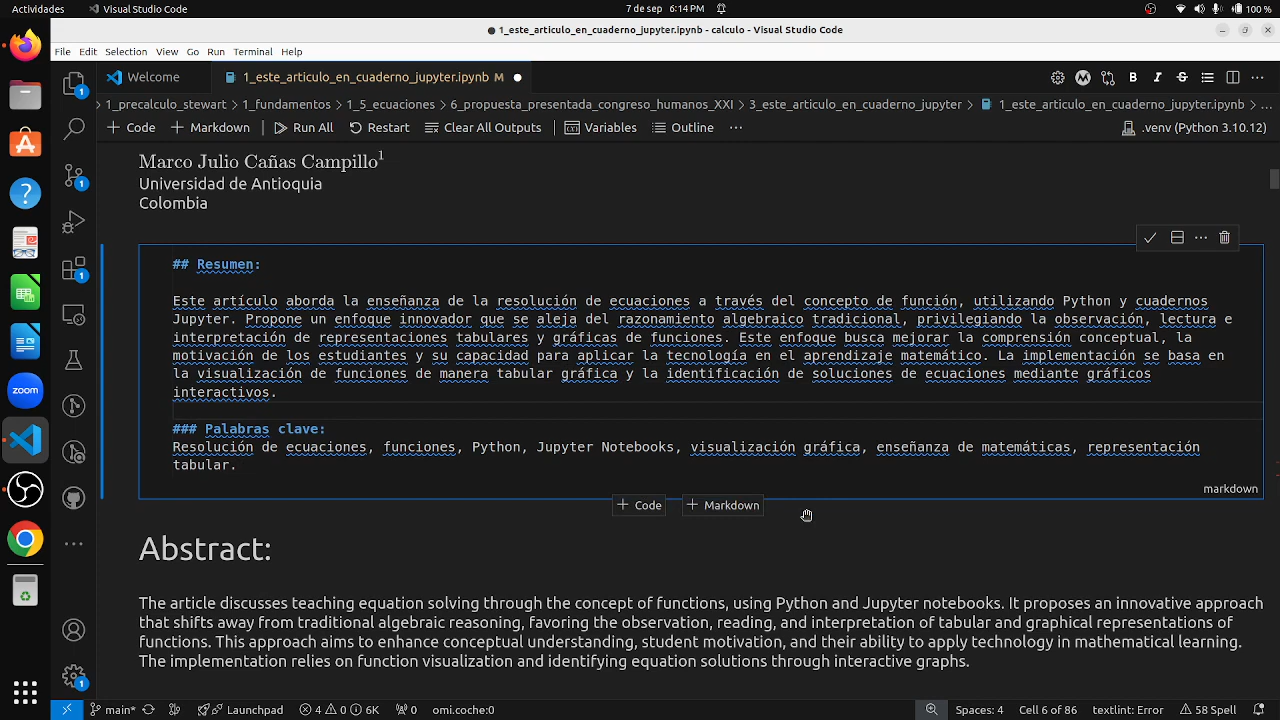 Actividades Visual Studio Code 7 de sep 6:14 PM 100 %
1_este_articulo_en_cuaderno_jupyter.ipynb - calculo - Visual Studio Code
File Edit Selection View Go Run Terminal Help
Welcome 1_este_articulo_en_cuaderno_jupyter.ipynb M
1_precalculo_stewart > 1_fundamentos > 1_5_ecuaciones > 6_propuesta_presentada_congreso_humanos_XXI > 3_este_articulo_en_cuaderno_jupyter > 1_este_articulo_en_cuaderno_jupyter.ipynb > ...
+ Code + Markdown Run All Restart Clear All Outputs Variables Outline ... .venv (Python 3.10.12)
Marco Julio Cañas Campillo1
Universidad de Antioquia
Colombia
## Resumen:
Este artículo aborda la enseñanza de la resolución de ecuaciones a través del concepto de función, utilizando Python y cuadernos
Jupyter. Propone un enfoque innovador que se aleja del razonamiento algebraico tradicional, privilegiando la observación, lectura e
interpretación de representaciones tabulares y gráficas de funciones. Este enfoque busca mejorar la comprensión conceptual, la
motivación de los estudiantes y su capacidad para aplicar la tecnología en el aprendizaje matemático. La implementación se basa en
la visualización de funciones de manera tabular gráfica y la identificación de soluciones de ecuaciones mediante gráficos
interactivos.
### Palabras clave:
Resolución de ecuaciones, funciones, Python, Jupyter Notebooks, visualización gráfica, enseñanza de matemáticas, representación
tabular.
markdown
+ Code + Markdown
Abstract:
The article discusses teaching equation solving through the concept of functions, using Python and Jupyter notebooks. It proposes an innovative approach
that shifts away from traditional algebraic reasoning, favoring the observation, reading, and interpretation of tabular and graphical representations of
functions. This approach aims to enhance conceptual understanding, student motivation, and their ability to apply technology in mathematical learning.
The implementation relies on function visualization and identifying equation solutions through interactive graphs.
zoom
1
1
1
1
main* Launchpad 4 0 6K 0 omi.coche:0 Spaces: 4 Cell 6 of 86 textlint: Error 58 Spell